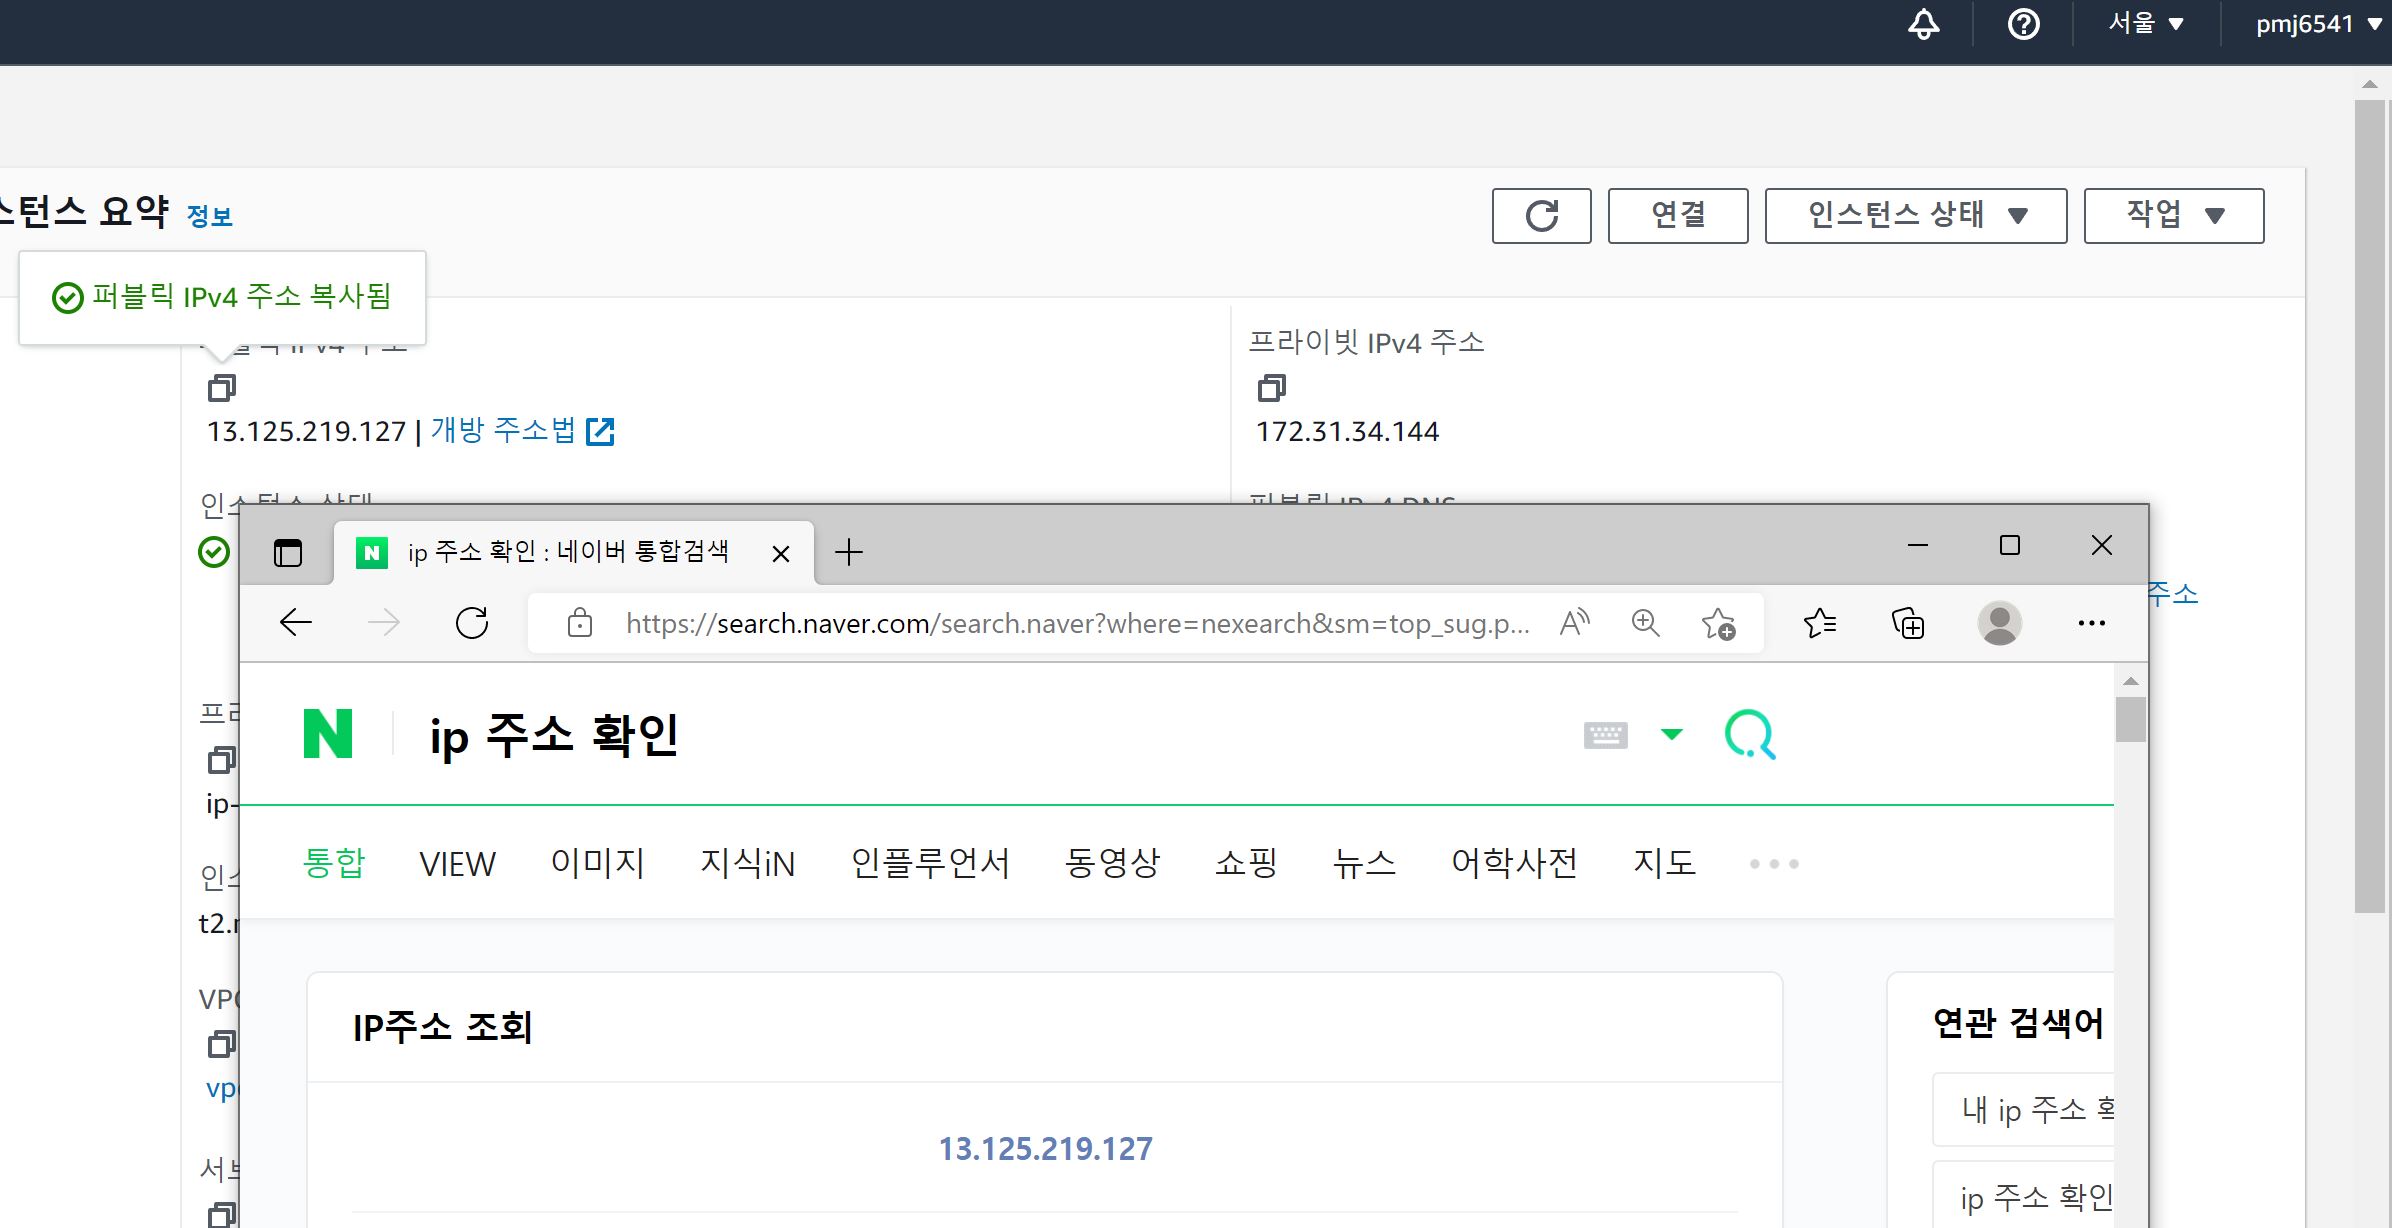 서울 ▼
pmj6541 ▼
스턴스 요약 정보
연결
인스턴스 상태 ▼
작업 ▼
퍼블릭 IPv4 주소 복사됨
프라이빗 IPv4 주소
13.125.219.127 | 개방 주소법
172.31.34.144
인스턴스 상태
퍼블릭 IPv4 DNS
ip 주소 확인 : 네이버 통합검색
주소
https://search.naver.com/search.naver?where=nexearch&sm=top_sug.p...
N
ip 주소 확인
ip-
통합 VIEW 이미지 지식iN 인플루언서 동영상 쇼핑 뉴스 어학사전 지도
t2.
VPC
IP주소 조회
연관 검색어
vpc
내 ip 주소 확
13.125.219.127
ip 주소 확인